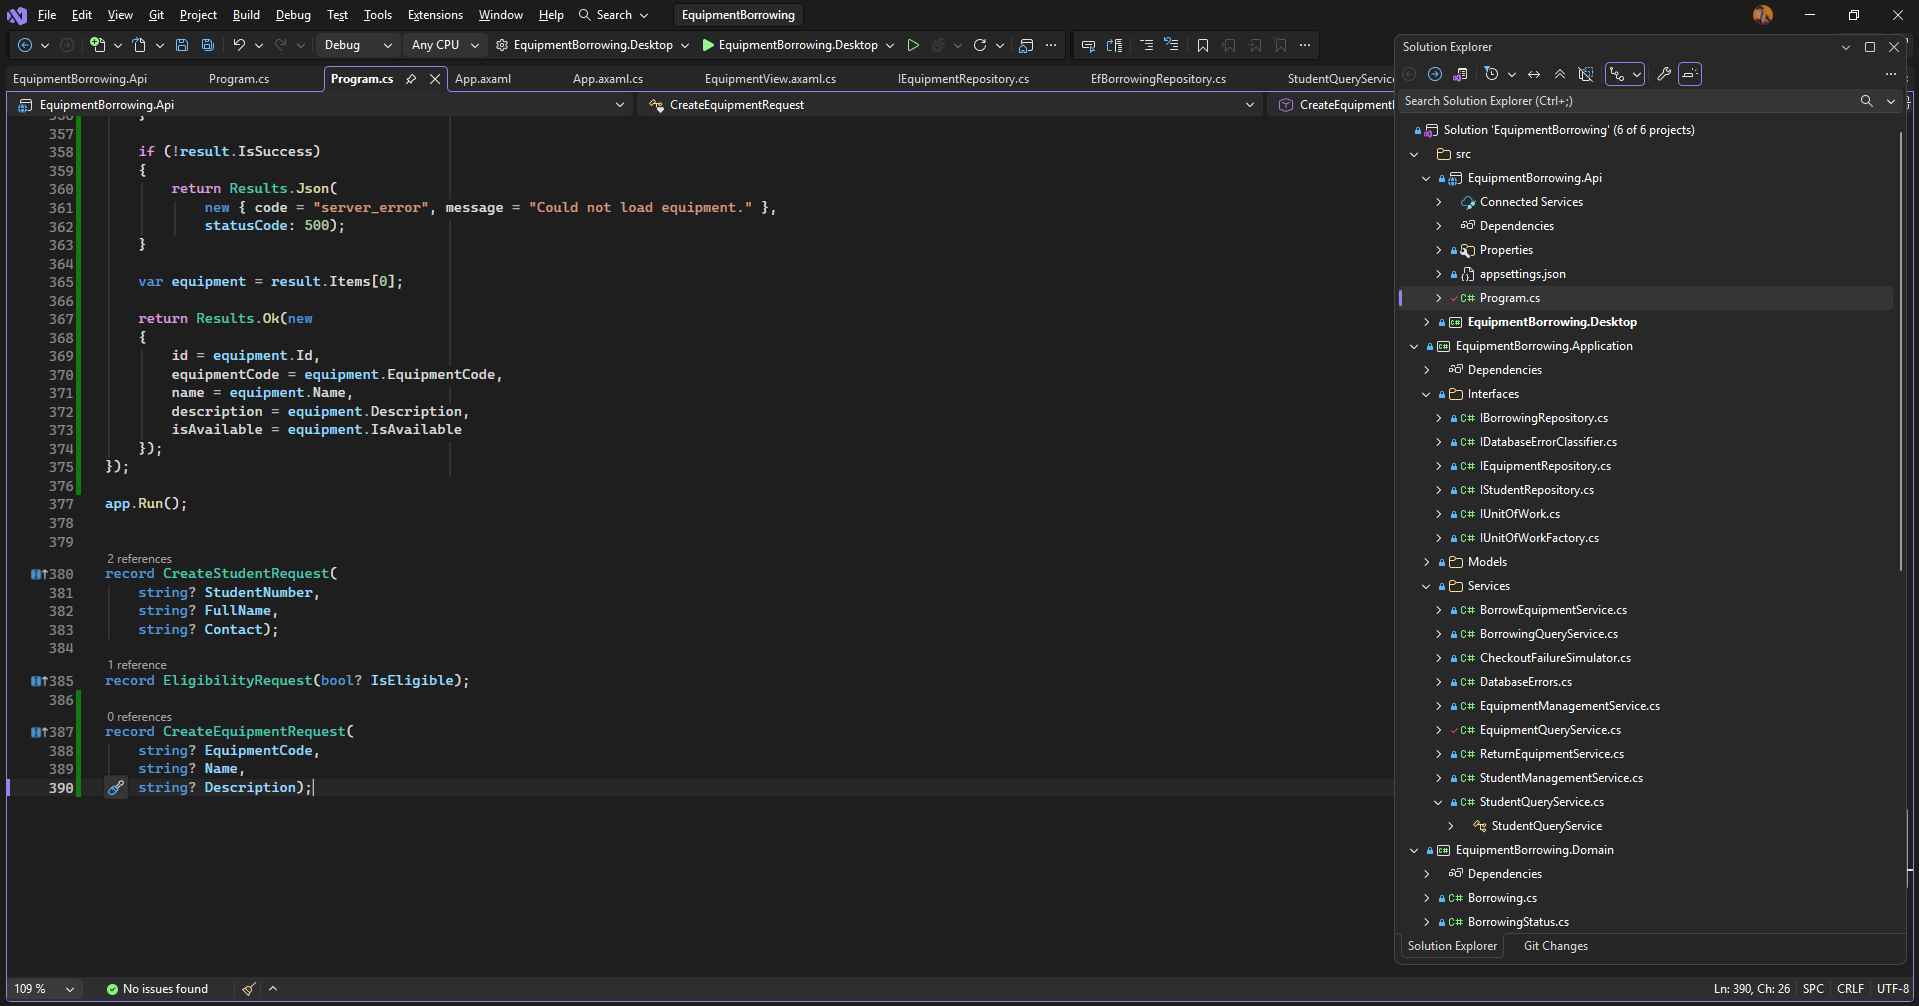 File Edit View Git Project Build Debug Test Tools Extensions Window Help Search EquipmentBorrowing
Debug Any CPU EquipmentBorrowing.Desktop EquipmentBorrowing.Desktop
EquipmentBorrowing.Api Program.cs Program.cs App.axaml App.axaml.cs EquipmentView.axaml.cs IEquipmentRepository.cs EfBorrowingRepository.cs StudentQueryService
EquipmentBorrowing.Api CreateEquipmentRequest
357
358 if (!result.IsSuccess)
359 {
360 return Results.Json(
361 new { code = "server_error", message = "Could not load equipment." },
362 statusCode: 500);
363 }
364
365 var equipment = result.Items[0];
366
367 return Results.Ok(new
368 {
369 id = equipment.Id,
370 equipmentCode = equipment.EquipmentCode,
371 name = equipment.Name,
372 description = equipment.Description,
373 isAvailable = equipment.IsAvailable
374 });
375 });
376
377 app.Run();
378
379
2 references
380 record CreateStudentRequest(
381 string? StudentNumber,
382 string? FullName,
383 string? Contact);
384
1 reference
385 record EligibilityRequest(bool? IsEligible);
386
0 references
387 record CreateEquipmentRequest(
388 string? EquipmentCode,
389 string? Name,
390 string? Description);
109 % No issues found Ln: 390, Ch: 26 SPC CRLF UTF-8
Solution Explorer
Search Solution Explorer (Ctrl+;)
Solution 'EquipmentBorrowing' (6 of 6 projects)
src
EquipmentBorrowing.Api
Connected Services
Dependencies
Properties
appsettings.json
C# Program.cs
EquipmentBorrowing.Desktop
EquipmentBorrowing.Application
Dependencies
Interfaces
C# IBorrowingRepository.cs
C# IDatabaseErrorClassifier.cs
C# IEquipmentRepository.cs
C# IStudentRepository.cs
C# IUnitOfWork.cs
C# IUnitOfWorkFactory.cs
Models
Services
C# BorrowEquipmentService.cs
C# BorrowingQueryService.cs
C# CheckoutFailureSimulator.cs
C# DatabaseErrors.cs
C# EquipmentManagementService.cs
C# EquipmentQueryService.cs
C# ReturnEquipmentService.cs
C# StudentManagementService.cs
C# StudentQueryService.cs
StudentQueryService
EquipmentBorrowing.Domain
Dependencies
C# Borrowing.cs
C# BorrowingStatus.cs
Solution Explorer Git Changes